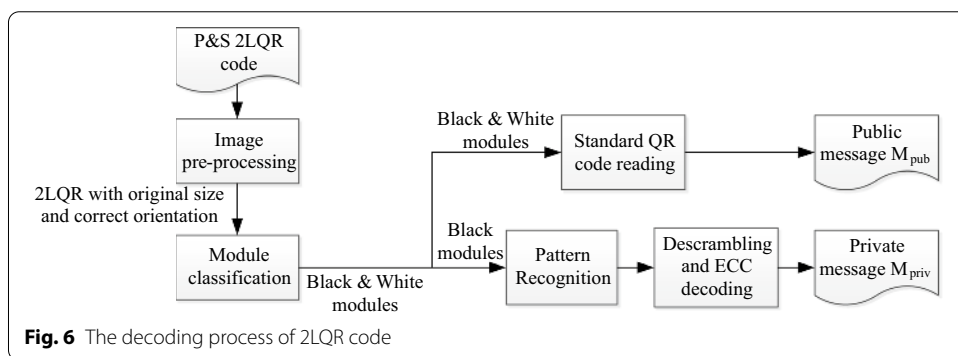 P&S 2LQR
code
Image
pre-processing
2LQR with original size
and correct orientation
Module
classification
Black & White
modules
Black & White
modules
Standard QR
code reading
Public
message M pub
Black
modules
Pattern
Recognition
Descrambling
and ECC
decoding
Private
message M priv
Fig. 6 The decoding process of 2LQR code